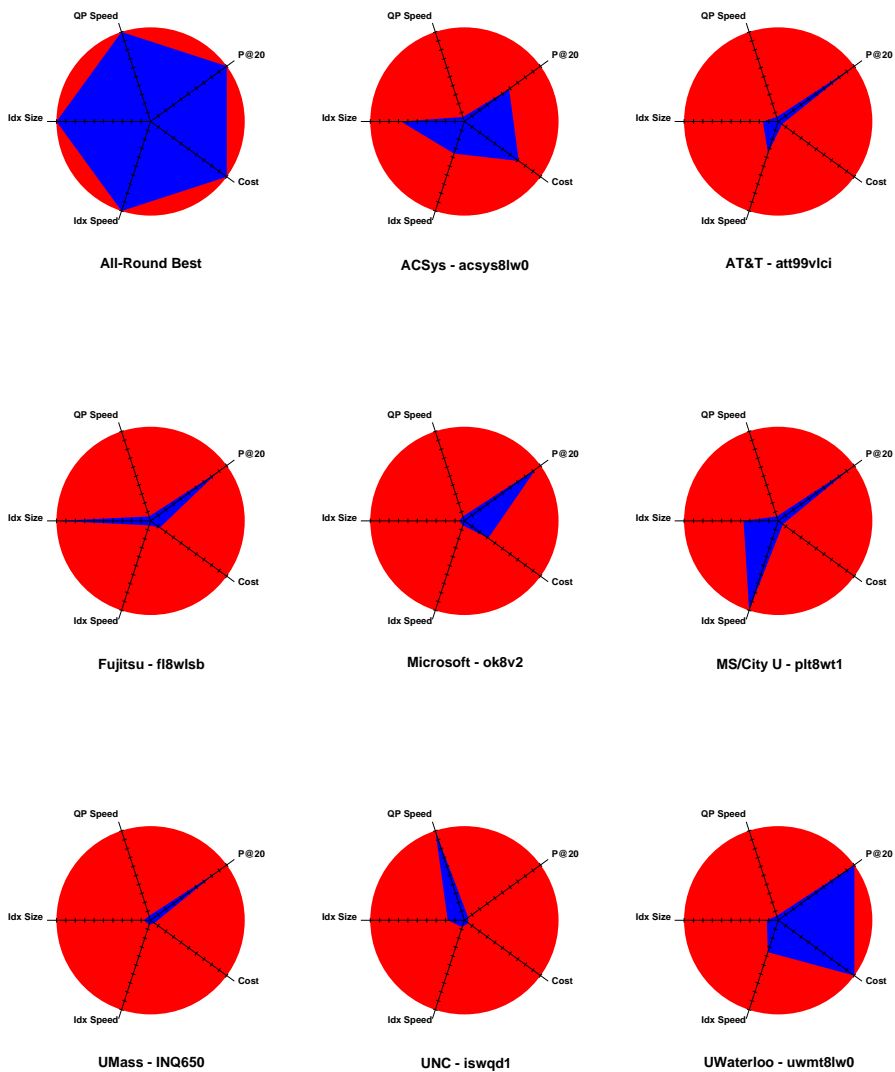 QP Speed
P@20
Idx Size
Cost
Idx Speed
All-Round Best
QP Speed
P@20
Idx Size
Cost
Idx Speed
ACSys - acsys8lw0
QP Speed
P@20
Idx Size
Cost
Idx Speed
AT&T - att99vlci
QP Speed
P@20
Idx Size
Cost
Idx Speed
Fujitsu - fl8wlsb
QP Speed
P@20
Idx Size
Cost
Idx Speed
Microsoft - ok8v2
QP Speed
P@20
Idx Size
Cost
Idx Speed
MS/City U - plt8wt1
QP Speed
P@20
Idx Size
Cost
Idx Speed
UMass - INQ650
QP Speed
P@20
Idx Size
Cost
Idx Speed
UNC - iswqd1
QP Speed
P@20
Idx Size
Cost
Idx Speed
UWaterloo - uwmt8lw0